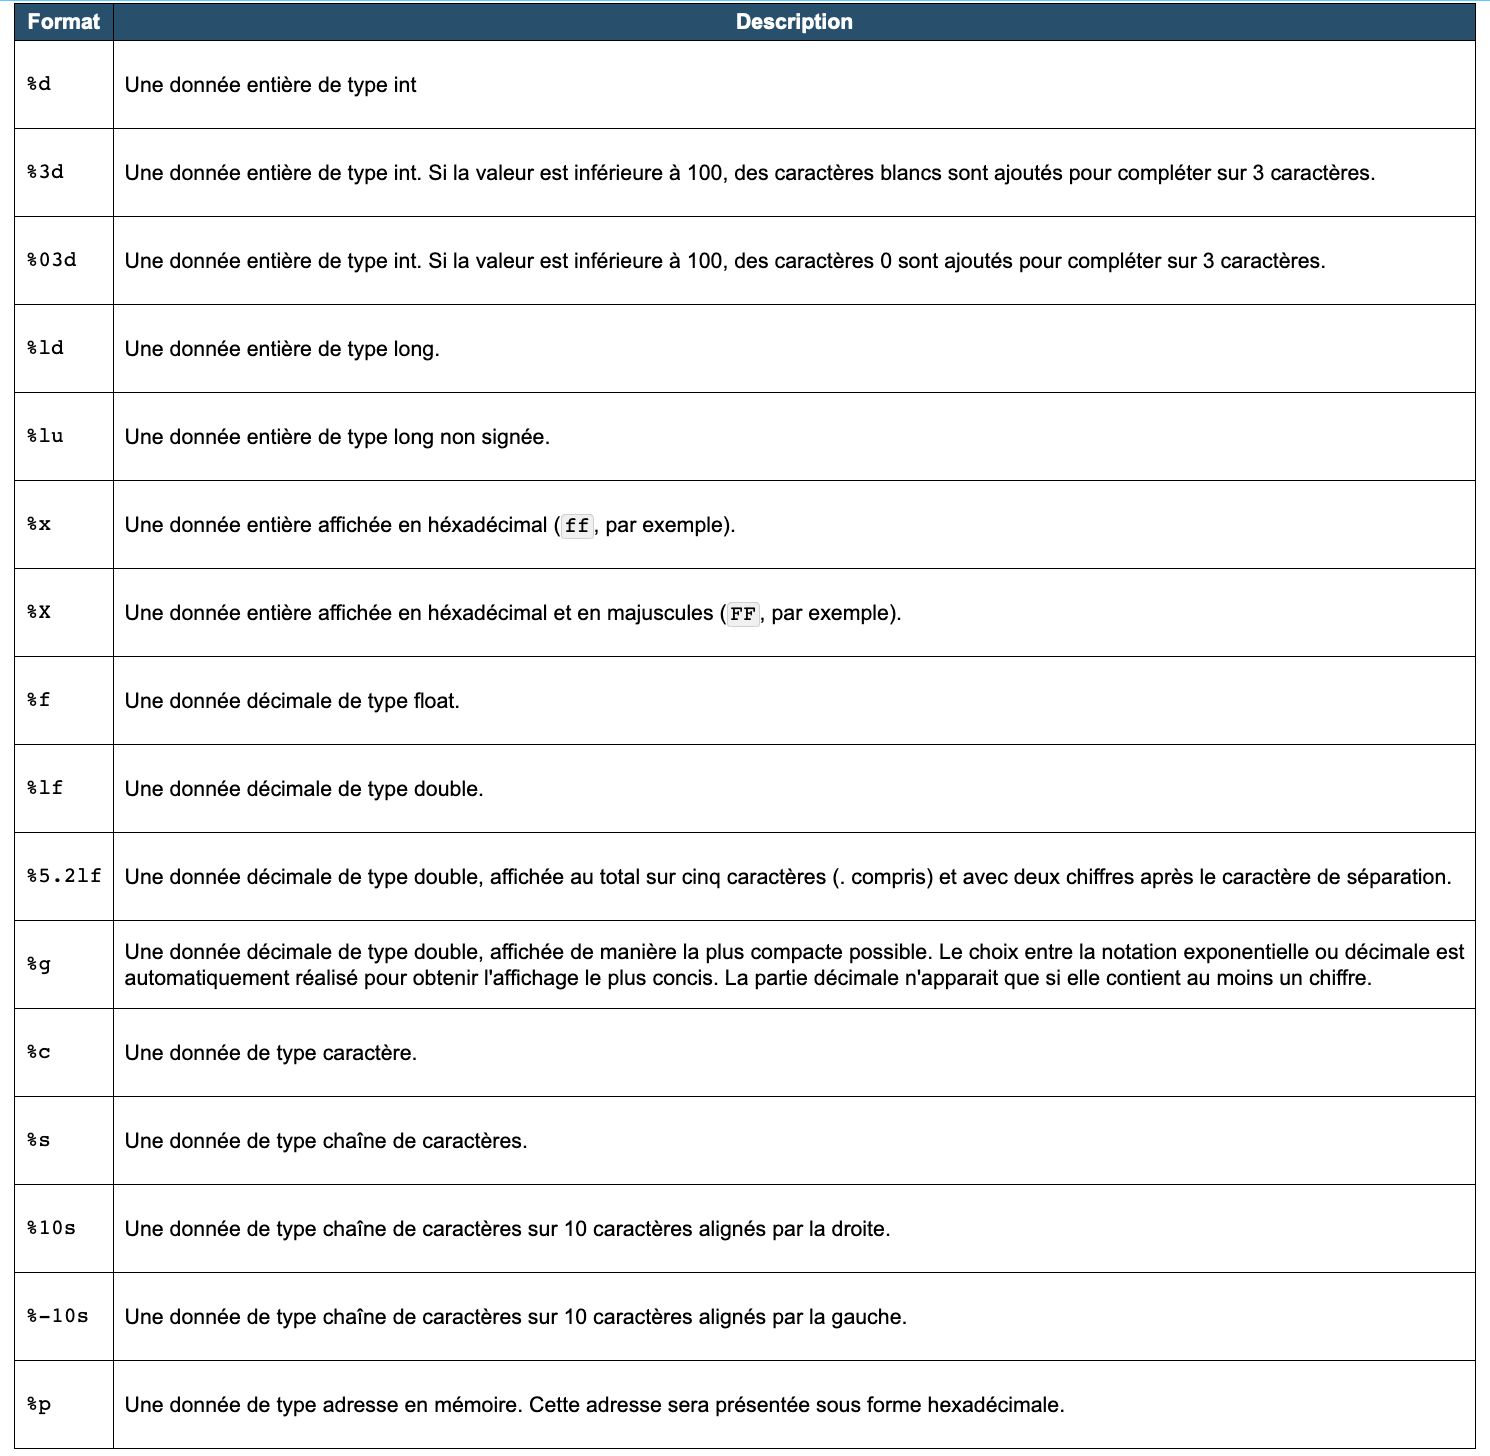 Format Description
%d Une donnée entière de type int
%3d Une donnée entière de type int. Si la valeur est inférieure à 100, des caractères blancs sont ajoutés pour compléter sur 3 caractères.
%03d Une donnée entière de type int. Si la valeur est inférieure à 100, des caractères 0 sont ajoutés pour compléter sur 3 caractères.
%ld Une donnée entière de type long.
%lu Une donnée entière de type long non signée.
%x Une donnée entière affichée en héxadécimal (ff, par exemple).
%X Une donnée entière affichée en héxadécimal et en majuscules (FF, par exemple).
%f Une donnée décimale de type float.
%lf Une donnée décimale de type double.
%5.2lf Une donnée décimale de type double, affichée au total sur cinq caractères (. compris) et avec deux chiffres après le caractère de séparation.
%g Une donnée décimale de type double, affichée de manière la plus compacte possible. Le choix entre la notation exponentielle ou décimale est
automatiquement réalisé pour obtenir l'affichage le plus concis. La partie décimale n'apparait que si elle contient au moins un chiffre.
%c Une donnée de type caractère.
%s Une donnée de type chaîne de caractères.
%10s Une donnée de type chaîne de caractères sur 10 caractères alignés par la droite.
%-10s Une donnée de type chaîne de caractères sur 10 caractères alignés par la gauche.
%p Une donnée de type adresse en mémoire. Cette adresse sera présentée sous forme hexadécimale.